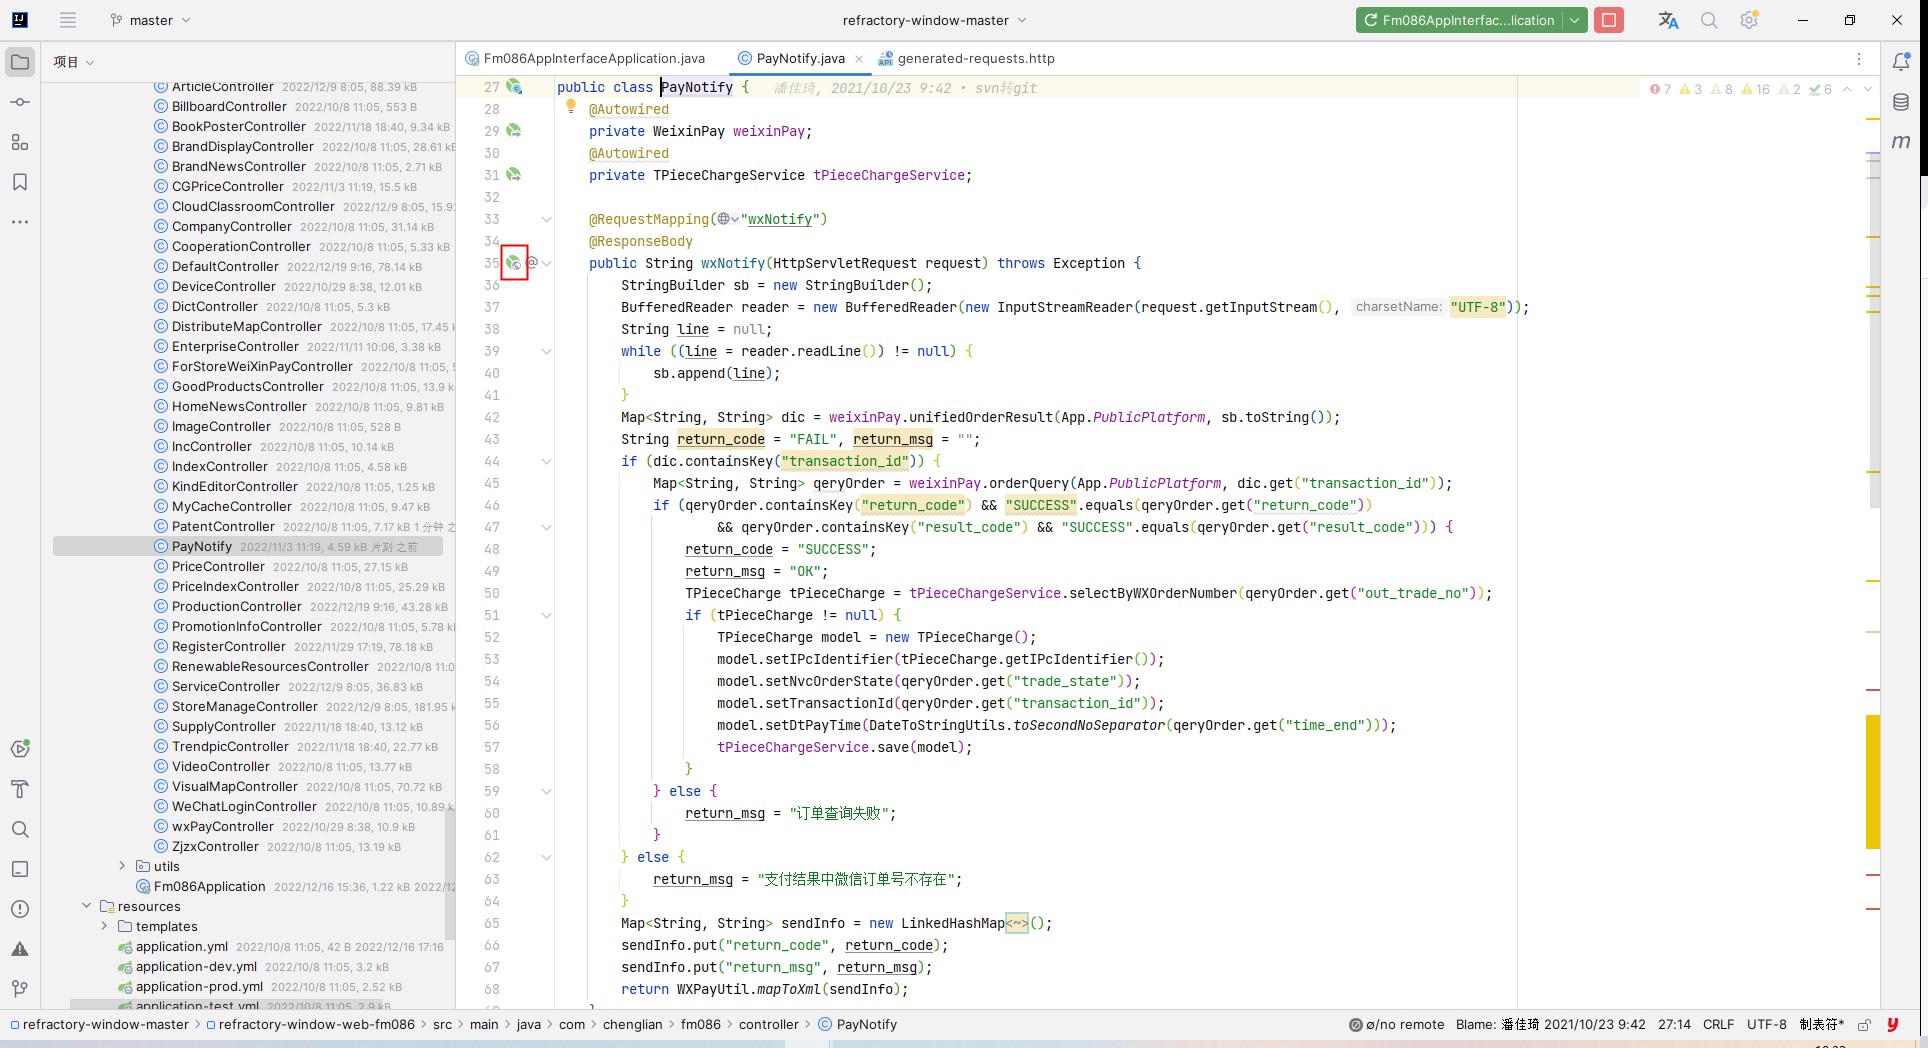 master
refractory-window-master
Fm086AppInterfac...lication
项目
Fm086AppInterfaceApplication.java
PayNotify.java
generated-requests.http
ArticleController 2022/12/9 8:05, 88.39 kB
BillboardController 2022/10/8 11:05, 553 B
BookPosterController 2022/11/18 18:40, 9.34 kB
BrandDisplayController 2022/10/8 11:05, 28.61 kB
BrandNewsController 2022/10/8 11:05, 2.71 kB
CGPriceController 2022/11/3 11:19, 15.5 kB
CloudClassroomController 2022/12/9 8:05, 15.92
CompanyController 2022/10/8 11:05, 31.14 kB
CooperationController 2022/10/8 11:05, 5.33 kB
DefaultController 2022/12/19 9:16, 78.14 kB
DeviceController 2022/10/29 8:38, 12.01 kB
DictController 2022/10/8 11:05, 5.3 kB
DistributeMapController 2022/10/8 11:05, 17.45 k
EnterpriseController 2022/11/11 10:06, 3.38 kB
ForStoreWeiXinPayController 2022/10/8 11:05, 5
GoodProductsController 2022/10/8 11:05, 13.9 k
HomeNewsController 2022/10/8 11:05, 9.81 kB
ImageController 2022/10/8 11:05, 528 B
IncController 2022/10/8 11:05, 10.14 kB
IndexController 2022/10/8 11:05, 4.58 kB
KindEditorController 2022/10/8 11:05, 1.25 kB
MyCacheController 2022/10/8 11:05, 9.47 kB
PatentController 2022/10/8 11:05, 7.17 kB 1 分钟 之
PayNotify 2022/11/3 11:19, 4.59 kB 片刻 之前
PriceController 2022/10/8 11:05, 27.15 kB
PriceIndexController 2022/10/8 11:05, 25.29 kB
ProductionController 2022/12/19 9:16, 43.28 kB
PromotionInfoController 2022/10/8 11:05, 5.78 k
RegisterController 2022/11/29 17:19, 78.18 kB
RenewableResourcesController 2022/10/8 11:0
ServiceController 2022/12/9 8:05, 36.83 kB
StoreManageController 2022/12/9 8:05, 181.95 k
SupplyController 2022/11/18 18:40, 13.12 kB
TrendpicController 2022/11/18 18:40, 22.77 kB
VideoController 2022/10/8 11:05, 13.77 kB
VisualMapController 2022/10/8 11:05, 70.72 kB
WeChatLoginController 2022/10/8 11:05, 10.89 k
wxPayController 2022/10/29 8:38, 10.9 kB
ZjzxController 2022/10/8 11:05, 13.19 kB
utils
Fm086Application 2022/12/16 15:36, 1.22 kB 2022/12/
resources
templates
application.yml 2022/10/8 11:05, 42 B 2022/12/16 17:16
application-dev.yml 2022/10/8 11:05, 3.2 kB
application-prod.yml 2022/10/8 11:05, 2.52 kB
application-test.yml 2022/10/8 11:05, 2.9 kB
27 public class PayNotify { 潘佳琦, 2021/10/23 9:42 • svn转git
7 3 8 16 2 6
28 @Autowired
29 private WeixinPay weixinPay;
30 @Autowired
31 private TPieceChargeService tPieceChargeService;
32
33 @RequestMapping("wxNotify")
34 @ResponseBody
35 @ public String wxNotify(HttpServletRequest request) throws Exception {
36 StringBuilder sb = new StringBuilder();
37 BufferedReader reader = new BufferedReader(new InputStreamReader(request.getInputStream(), charsetName: "UTF-8"));
38 String line = null;
39 while ((line = reader.readLine()) != null) {
40 sb.append(line);
41 }
42 Map<String, String> dic = weixinPay.unifiedOrderResult(App.PublicPlatform, sb.toString());
43 String return_code = "FAIL", return_msg = "";
44 if (dic.containsKey("transaction_id")) {
45 Map<String, String> qeryOrder = weixinPay.orderQuery(App.PublicPlatform, dic.get("transaction_id"));
46 if (qeryOrder.containsKey("return_code") && "SUCCESS".equals(qeryOrder.get("return_code"))
47 && qeryOrder.containsKey("result_code") && "SUCCESS".equals(qeryOrder.get("result_code"))) {
48 return_code = "SUCCESS";
49 return_msg = "OK";
50 TPieceCharge tPieceCharge = tPieceChargeService.selectByWXOrderNumber(qeryOrder.get("out_trade_no"));
51 if (tPieceCharge != null) {
52 TPieceCharge model = new TPieceCharge();
53 model.setIPcIdentifier(tPieceCharge.getIPcIdentifier());
54 model.setNvcOrderState(qeryOrder.get("trade_state"));
55 model.setTransactionId(qeryOrder.get("transaction_id"));
56 model.setDtPayTime(DateToStringUtils.toSecondNoSeparator(qeryOrder.get("time_end")));
57 tPieceChargeService.save(model);
58 }
59 } else {
60 return_msg = "订单查询失败";
61 }
62 } else {
63 return_msg = "支付结果中微信订单号不存在";
64 }
65 Map<String, String> sendInfo = new LinkedHashMap<~>();
66 sendInfo.put("return_code", return_code);
67 sendInfo.put("return_msg", return_msg);
68 return WXPayUtil.mapToXml(sendInfo);
refractory-window-master > refractory-window-web-fm086 > src > main > java > com > chenglian > fm086 > controller > PayNotify
⌀/no remote Blame: 潘佳琦 2021/10/23 9:42 27:14 CRLF UTF-8 制表符*